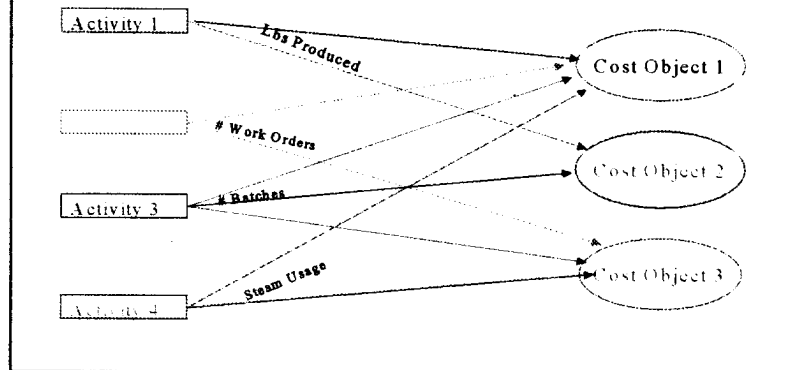 Activity 1
Lbs Produced
Cost Object 1
# Work Orders
Cost Object 2
Activity 3
# Batches
Steam Usage
Cost Object 3
Activity 4